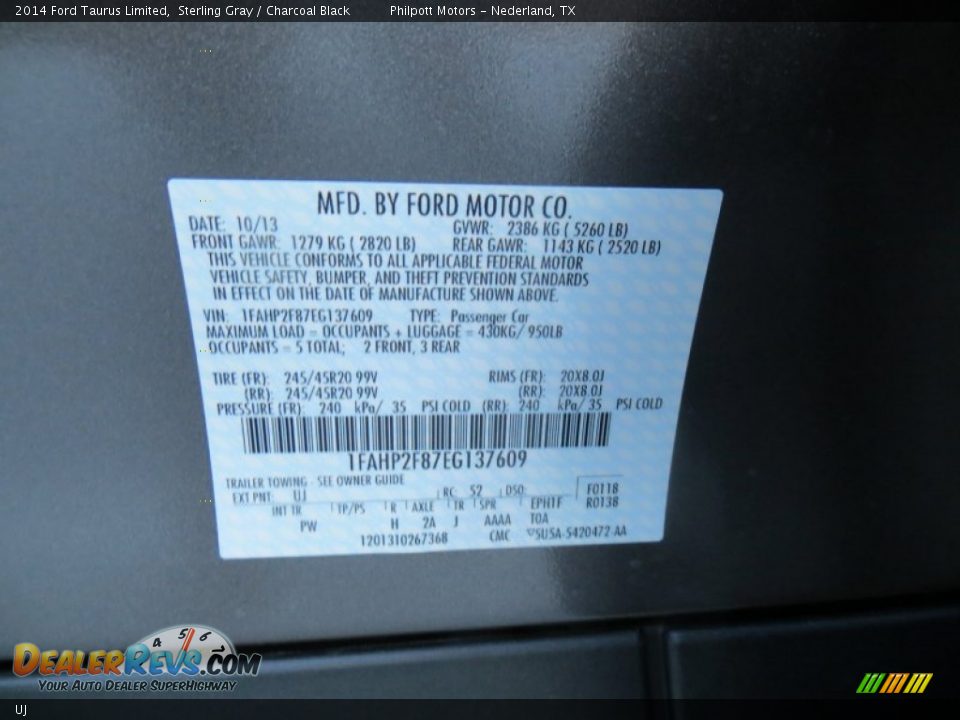 2014 Ford Taurus Limited, Sterling Gray / Charcoal Black Philpott Motors - Nederland, TX
MFD. BY FORD MOTOR CO.
DATE: 10/13 GVWR: 2386 KG ( 5260 LB)
FRONT GAWR: 1279 KG ( 2820 LB) REAR GAWR: 1143 KG ( 2520 LB)
THIS VEHICLE CONFORMS TO ALL APPLICABLE FEDERAL MOTOR
VEHICLE SAFETY, BUMPER, AND THEFT PREVENTION STANDARDS
IN EFFECT ON THE DATE OF MANUFACTURE SHOWN ABOVE.
VIN: 1FAHP2F87EG137609 TYPE: Passenger Car
MAXIMUM LOAD = OCCUPANTS + LUGGAGE = 430KG/ 950LB
OCCUPANTS = 5 TOTAL; 2 FRONT, 3 REAR
TIRE (FR): 245/45R20 99V RIMS (FR): 20X8.0J
(RR): 245/45R20 99V (RR): 20X8.0J
PRESSURE (FR): 240 kPa/ 35 PSI COLD (RR): 240 kPa/ 35 PSI COLD
1FAHP2F87EG137609
TRAILER TOWING - SEE OWNER GUIDE
EXT PNT: UJ RC: 52 DSO: F0118
INT TR TP/PS R AXLE TR SPR EPHTF R0138
PW H 2A J AAAA TOA
1201310267368 CMC 5U5A-5420472-AA
4 5 6
DEALERREVS.COM
YOUR AUTO DEALER SUPERHIGHWAY
UJ